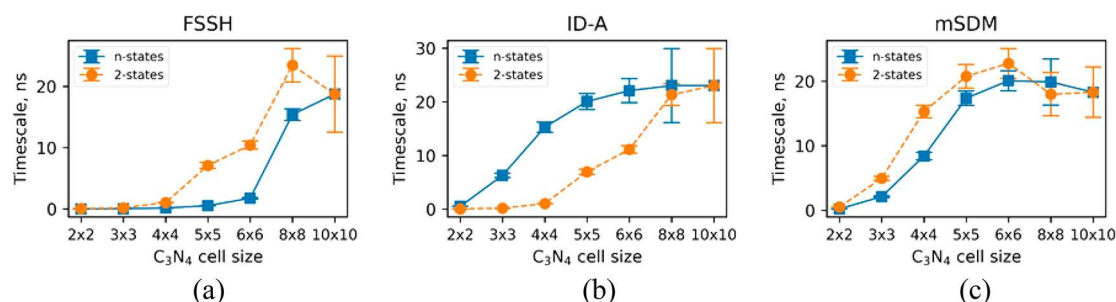 FSSH
n-states
2-states
Timescale, ns
20
10
0
2x2 3x3 4x4 5x5 6x6 8x8 10x10
C₃N₄ cell size
(a)
ID-A
n-states
2-states
Timescale, ns
30
20
10
0
2x2 3x3 4x4 5x5 6x6 8x8 10x10
C₃N₄ cell size
(b)
mSDM
n-states
2-states
Timescale, ns
20
10
0
2x2 3x3 4x4 5x5 6x6 8x8 10x10
C₃N₄ cell size
(c)